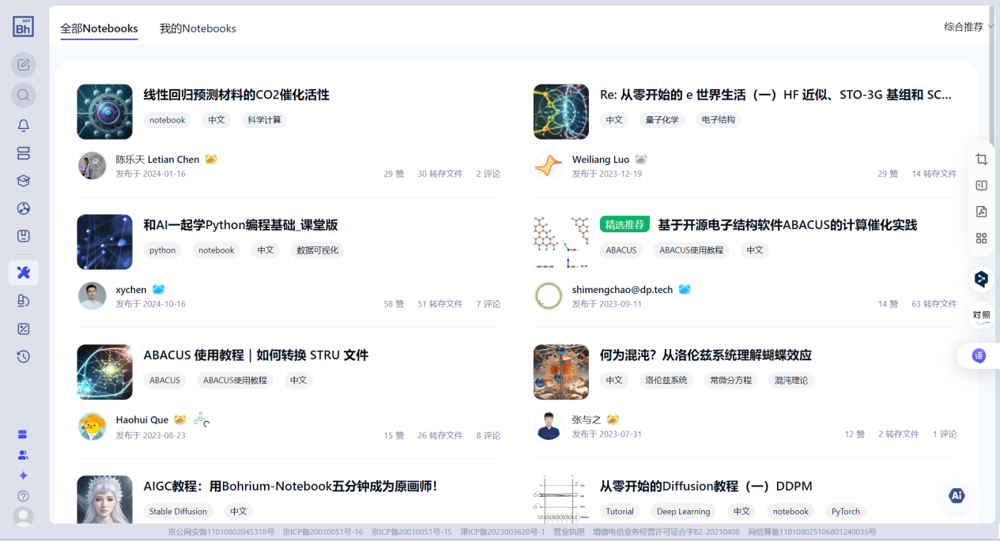 107
Bh
全部Notebooks 我的Notebooks
综合推荐
线性回归预测材料的CO2催化活性
notebook 中文 科学计算
陈乐天 Letian Chen
发布于 2024-01-16
29 赞 30 转存文件 2 评论
Re: 从零开始的 e 世界生活（一）HF 近似、STO-3G 基组和 SC...
中文 量子化学 电子结构
Weiliang Luo
发布于 2023-12-19
29 赞 14 转存文件
和AI一起学Python编程基础_课堂版
python notebook 中文 数据可视化
xychen
发布于 2024-10-16
58 赞 51 转存文件 7 评论
精选推荐 基于开源电子结构软件ABACUS的计算催化实践
ABACUS ABACUS使用教程 中文
shimengchao@dp.tech
发布于 2023-09-11
14 赞 63 转存文件
ABACUS 使用教程｜如何转换 STRU 文件
ABACUS ABACUS使用教程 中文
Haohui Que
发布于 2023-08-23
15 赞 26 转存文件 8 评论
何为混沌？从洛伦兹系统理解蝴蝶效应
中文 洛伦兹系统 常微分方程 混沌理论
张与之
发布于 2023-07-31
12 赞 2 转存文件 1 评论
AIGC教程：用Bohrium-Notebook五分钟成为原画师！
Stable Diffusion 中文
从零开始的Diffusion教程（一）DDPM
Tutorial Deep Learning 中文 notebook PyTorch
对照
译
Ai
京公网安备11010802045318号 京ICP备20010051号-16 京ICP备20010051号-15 津ICP备2023003620号-1 营业执照 增值电信业务经营许可证合字B2-20210408 网信算备110108025106801240015号